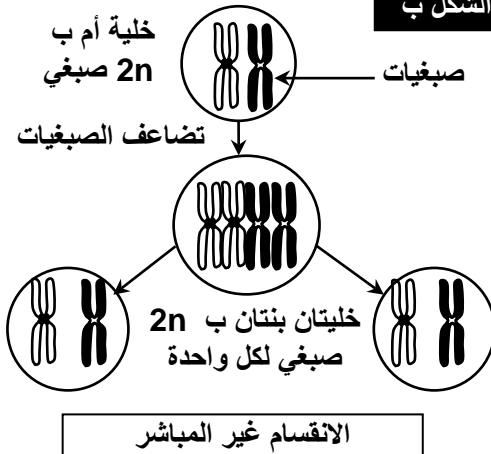 الشكل ب
خلية أم ب
2n صبغي
صبغيات
تضاعف الصبغيات
خليتان بنتان ب 2n
صبغي لكل واحدة
الانقسام غير المباشر